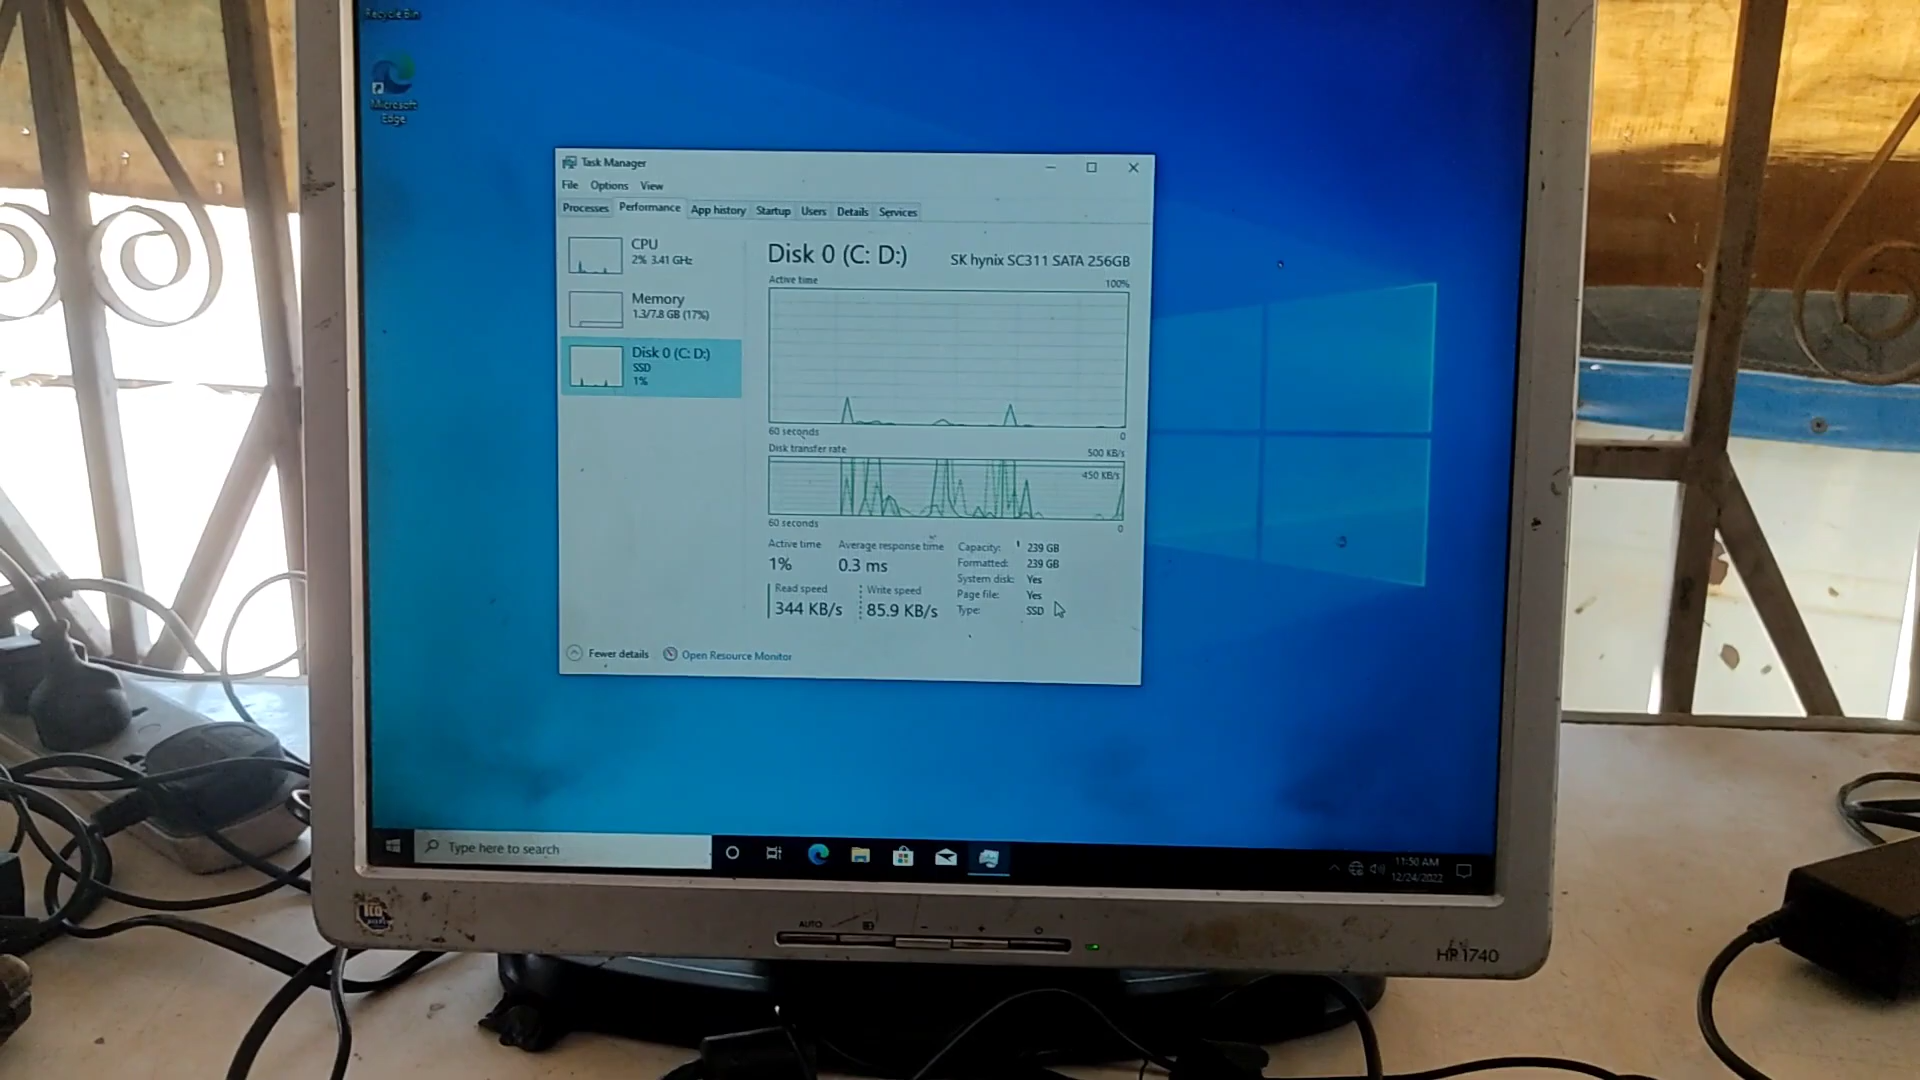 Recycle Bin
Microsoft
Edge
Task Manager
File Options View
Processes Performance App history Startup Users Details Services
CPU
2% 3.41 GHz
Memory
1.3/7.8 GB (17%)
Disk 0 (C: D:)
SSD
1%
Disk 0 (C: D:) SK hynix SC311 SATA 256GB
Active time 100%
60 seconds 0
Disk transfer rate 500 KB/s
450 KB/s
60 seconds 0
Active time Average response time
1% 0.3 ms
Read speed Write speed
344 KB/s 85.9 KB/s
Capacity: 239 GB
Formatted: 239 GB
System disk: Yes
Page file: Yes
Type: SSD
Fewer details Open Resource Monitor
Type here to search
11:50 AM
12/24/2022
AUTO - +
HP 1740